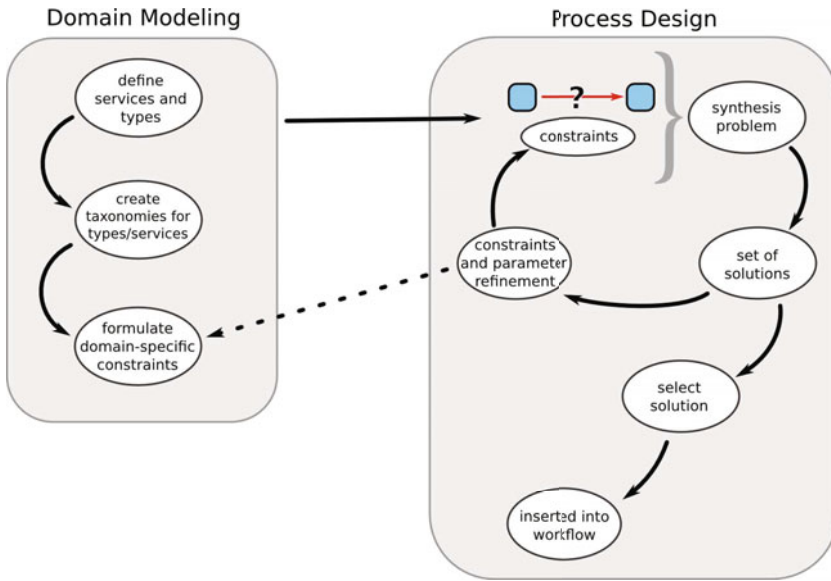 Domain Modeling
define
services and
types
create
taxonomies for
types/services
formulate
domain-specific
constraints
Process Design
?
constraints
synthesis
problem
set of
solutions
constraints
and parameter
refinement
select
solution
inserted into
workflow